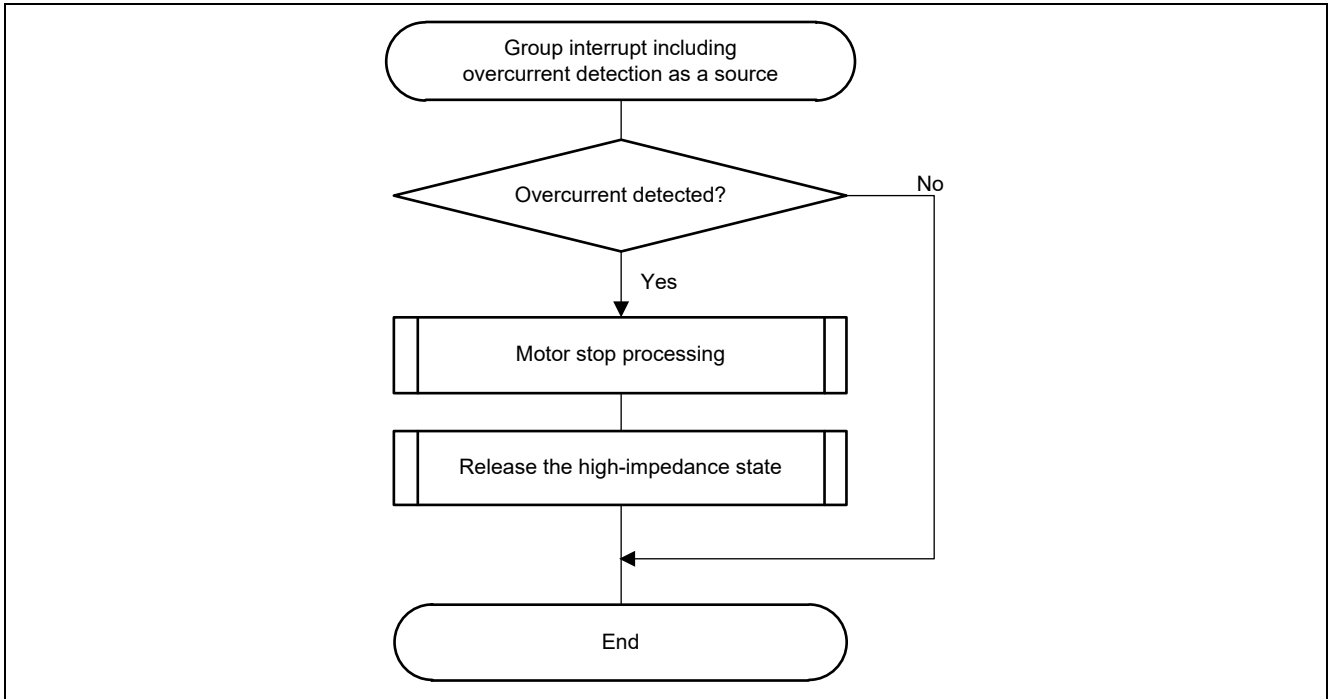 Group interrupt including
overcurrent detection as a source
Overcurrent detected?
No
Yes
Motor stop processing
Release the high-impedance state
End